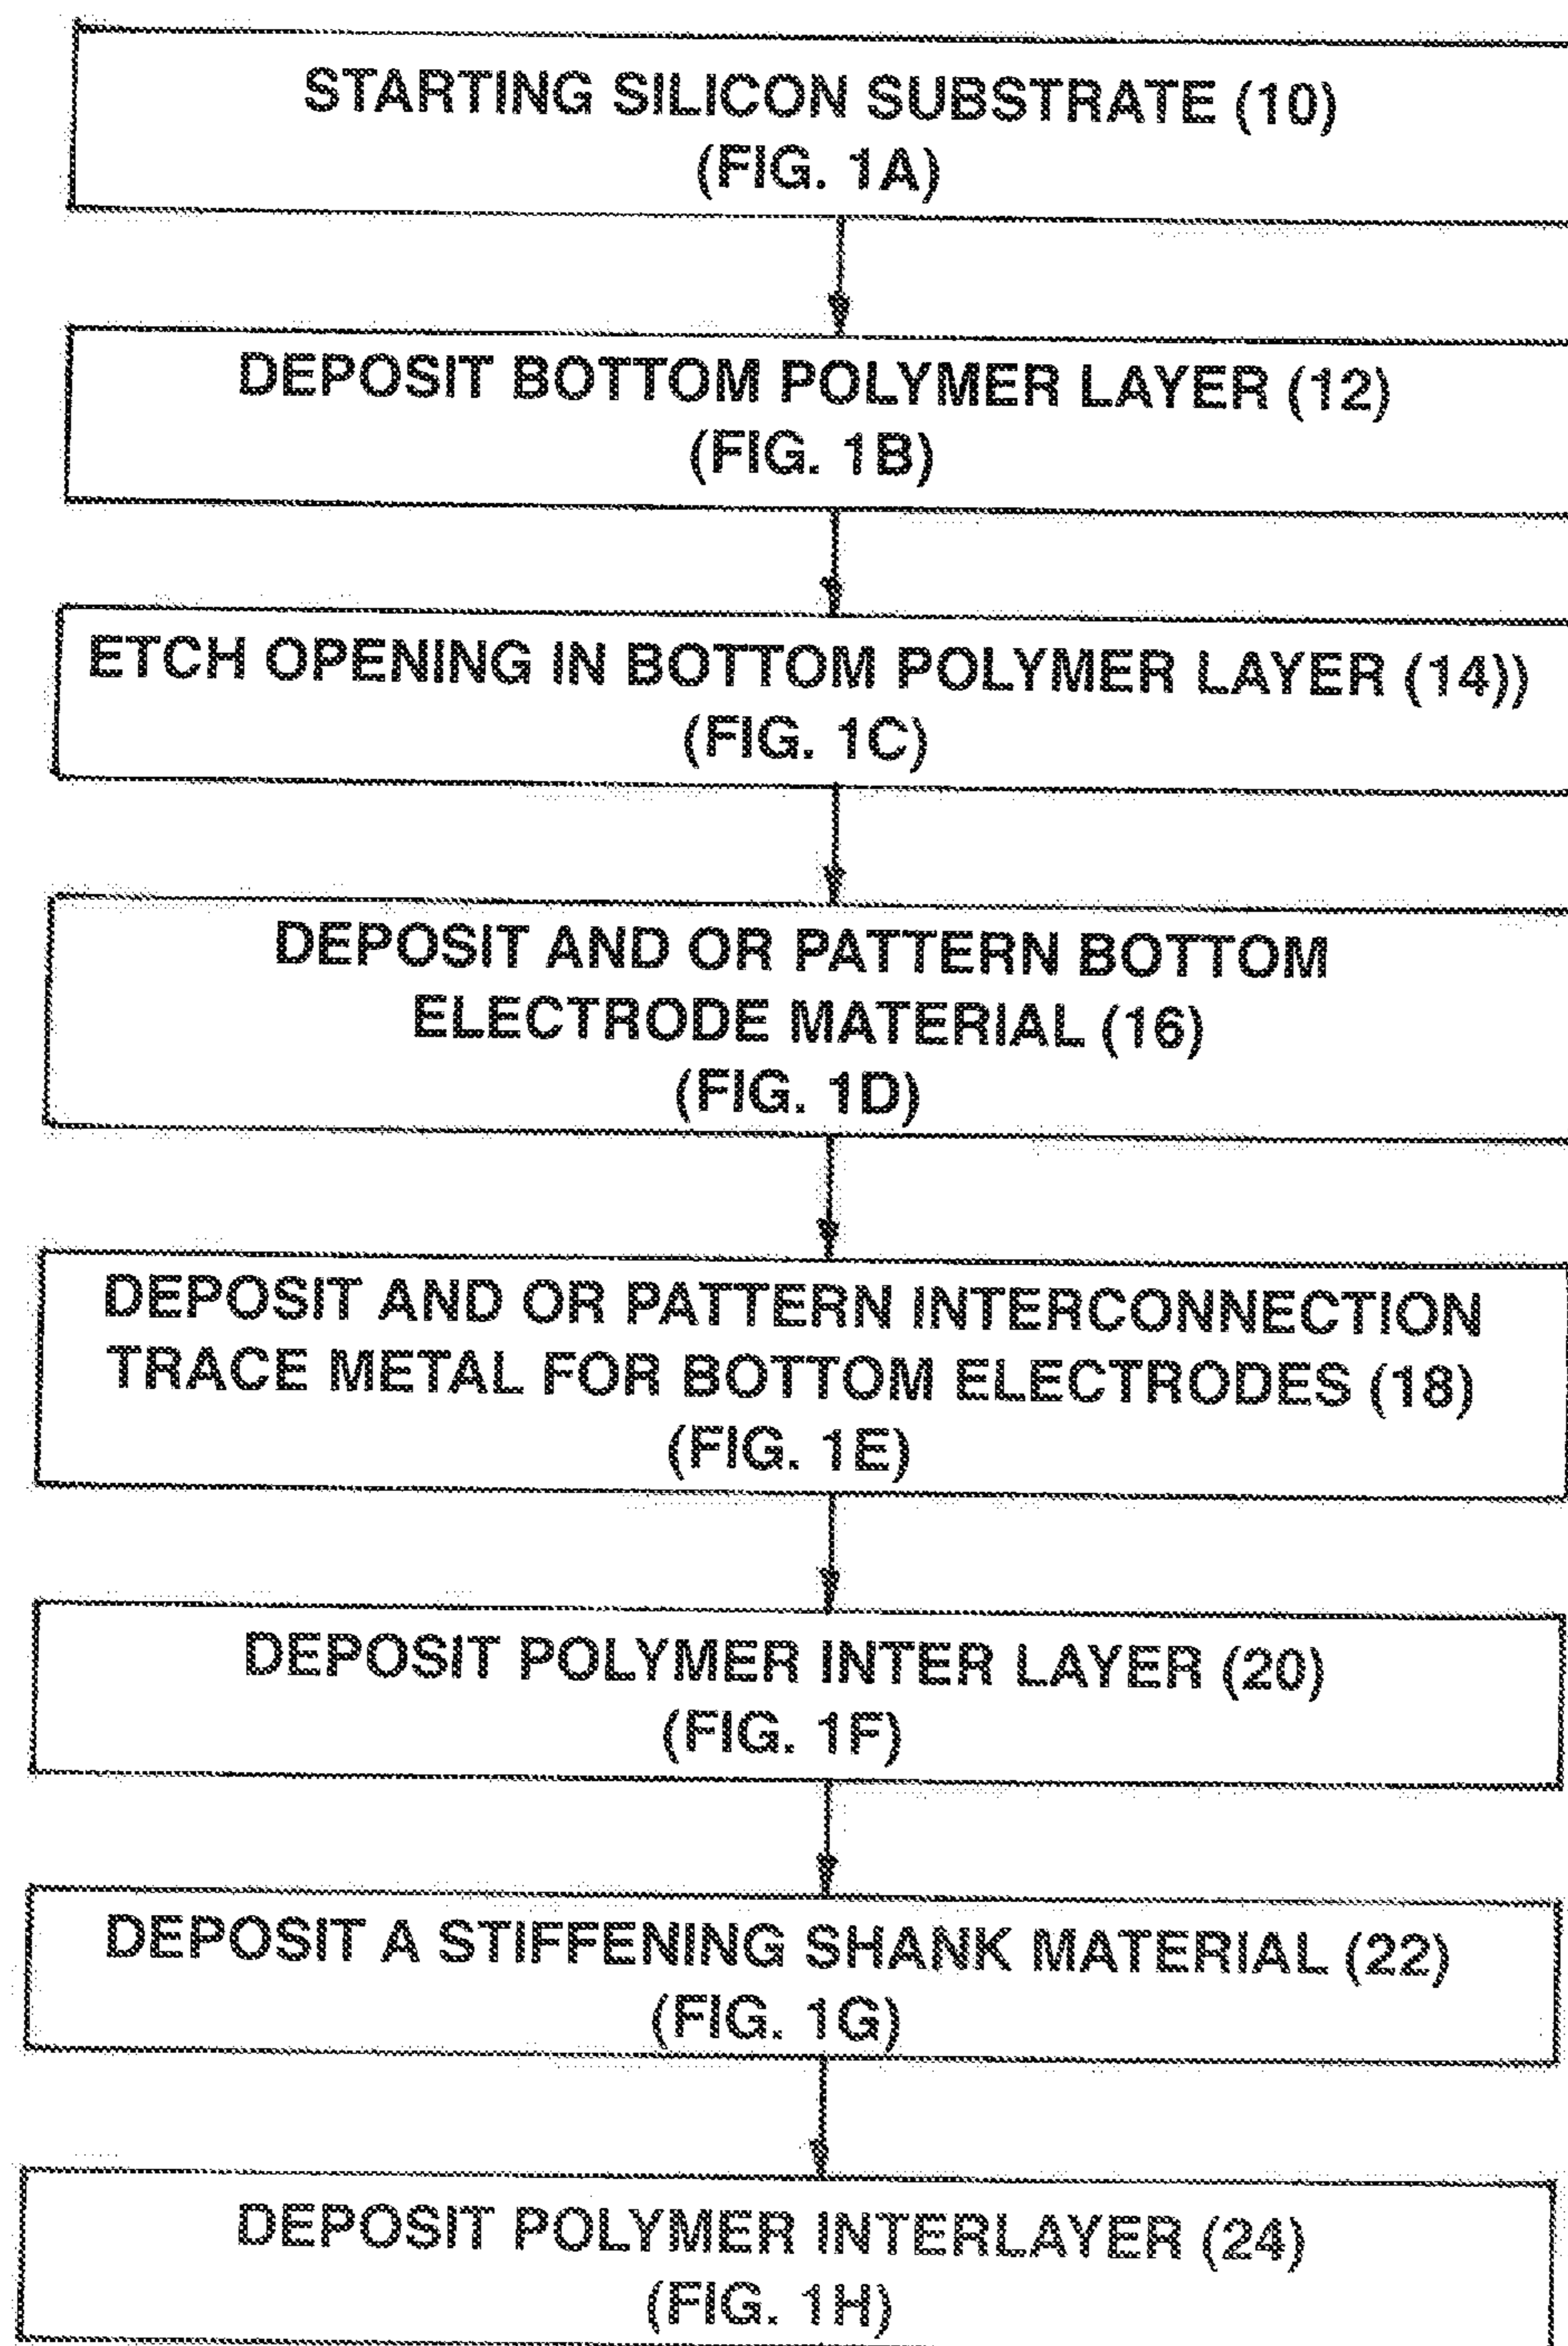 STARTING SILICON SUBSTRATE (10)
(FIG. 1A)
DEPOSIT BOTTOM POLYMER LAYER (12)
(FIG. 1B)
ETCH OPENING IN BOTTOM POLYMER LAYER (14))
(FIG. 1C)
DEPOSIT AND OR PATTERN BOTTOM
ELECTRODE MATERIAL (16)
(FIG. 1D)
DEPOSIT AND OR PATTERN INTERCONNECTION
TRACE METAL FOR BOTTOM ELECTRODES (18)
(FIG. 1E)
DEPOSIT POLYMER INTER LAYER (20)
(FIG. 1F)
DEPOSIT A STIFFENING SHANK MATERIAL (22)
(FIG. 1G)
DEPOSIT POLYMER INTERLAYER (24)
(FIG. 1H)